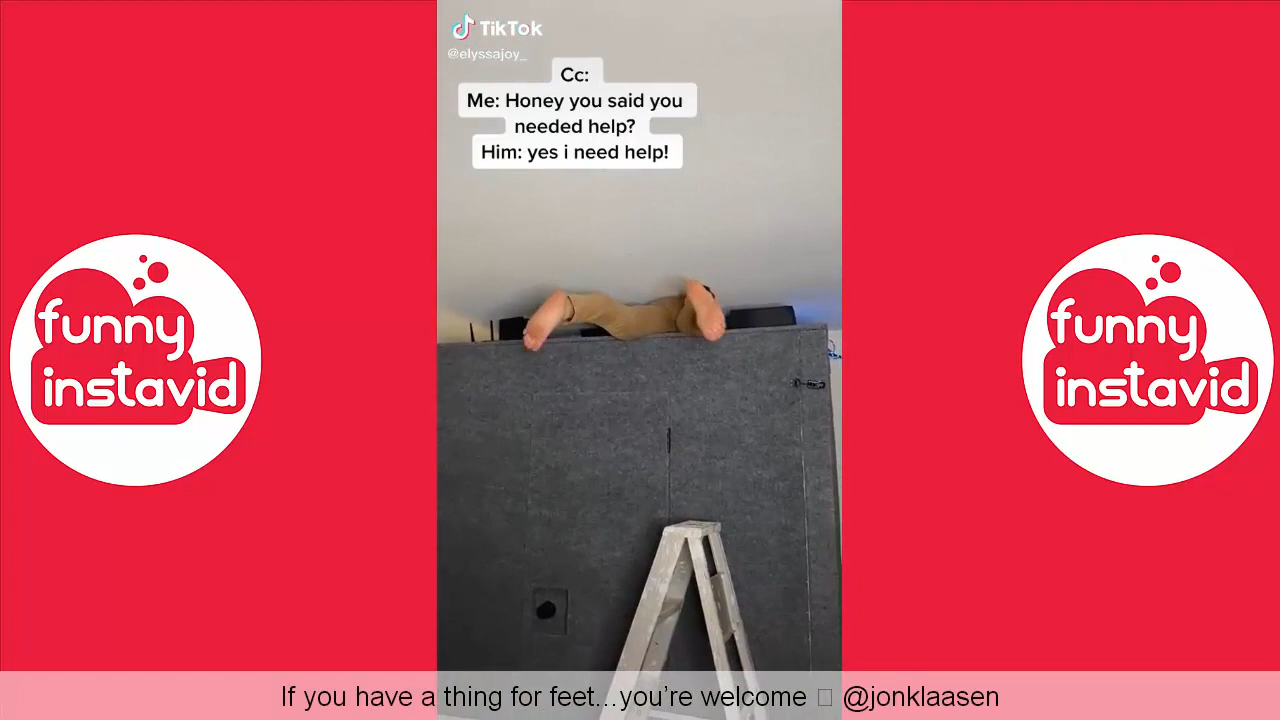 TikTok
@elyssajoy_
Cc:
Me: Honey you said you
needed help?
Him: yes i need help!
funny
instavid
funny
instavid
If you have a thing for feet...you’re welcome @jonklaasen